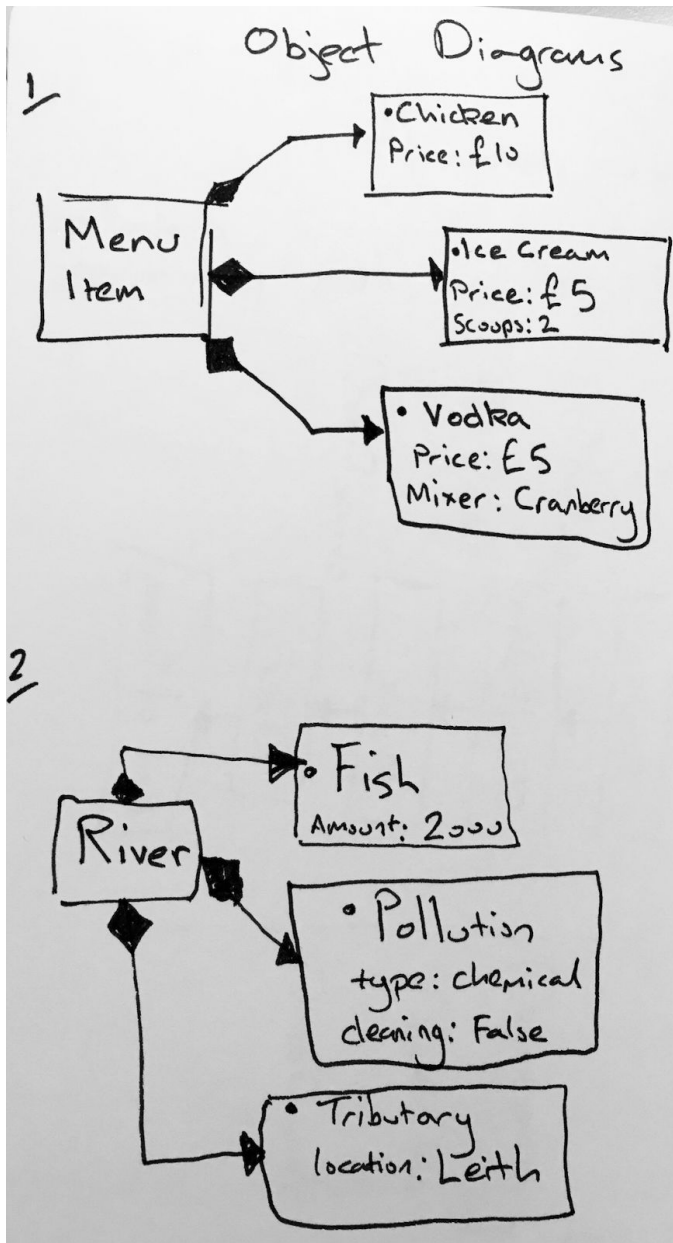 Object Diagrams
1
• Chicken
Price: £10
Menu
Item
• Ice Cream
Price: £5
Scoops: 2
• Vodka
Price: £5
Mixer: Cranberry
2
• Fish
Amount: 2000
River
• Pollution
type: chemical
cleaning: False
• Tributary
location: Leith